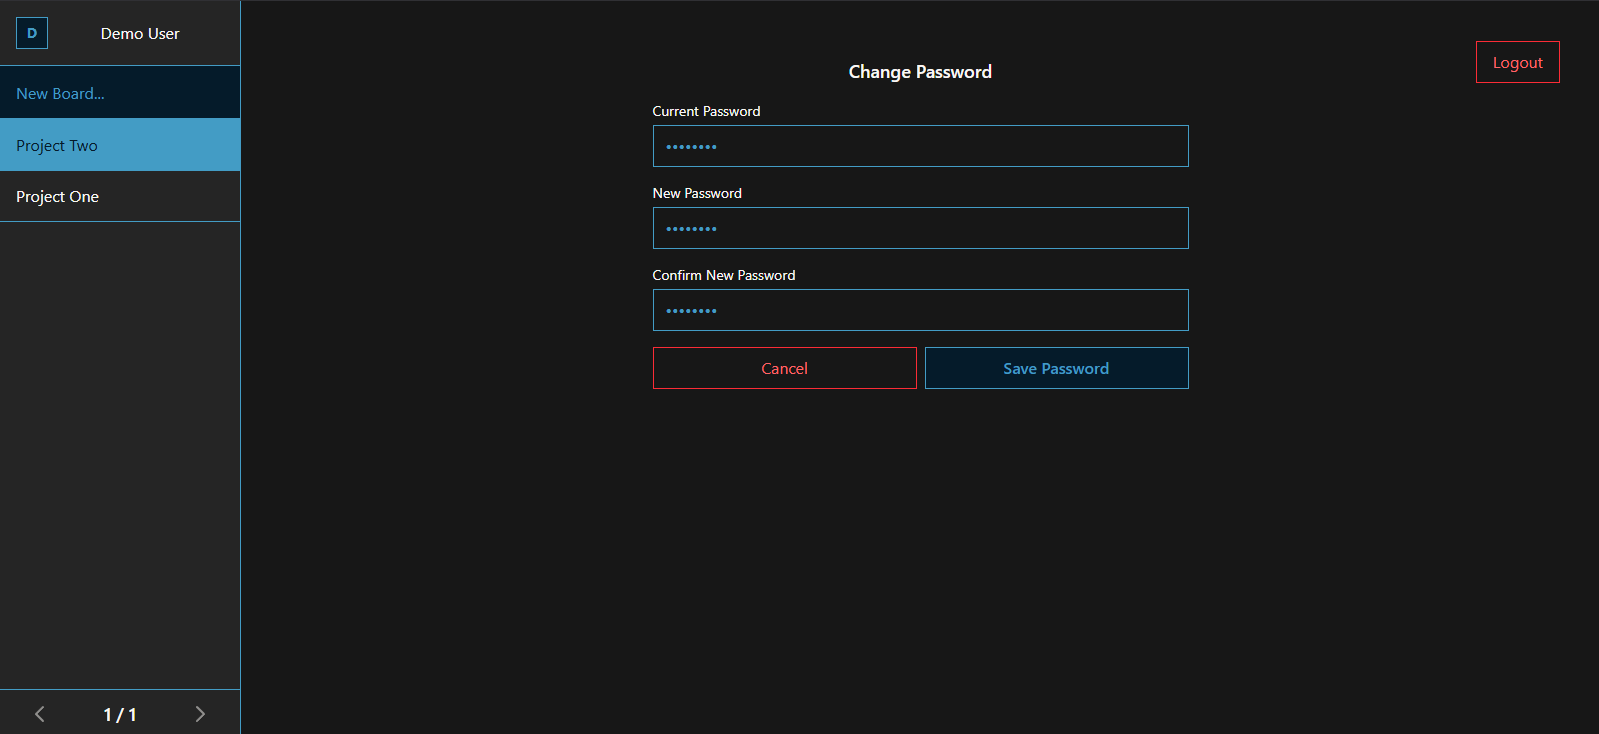 D
Demo User
New Board...
Project Two
Project One
1 / 1
Logout
Change Password
Current Password
••••••••
New Password
••••••••
Confirm New Password
••••••••
Cancel
Save Password